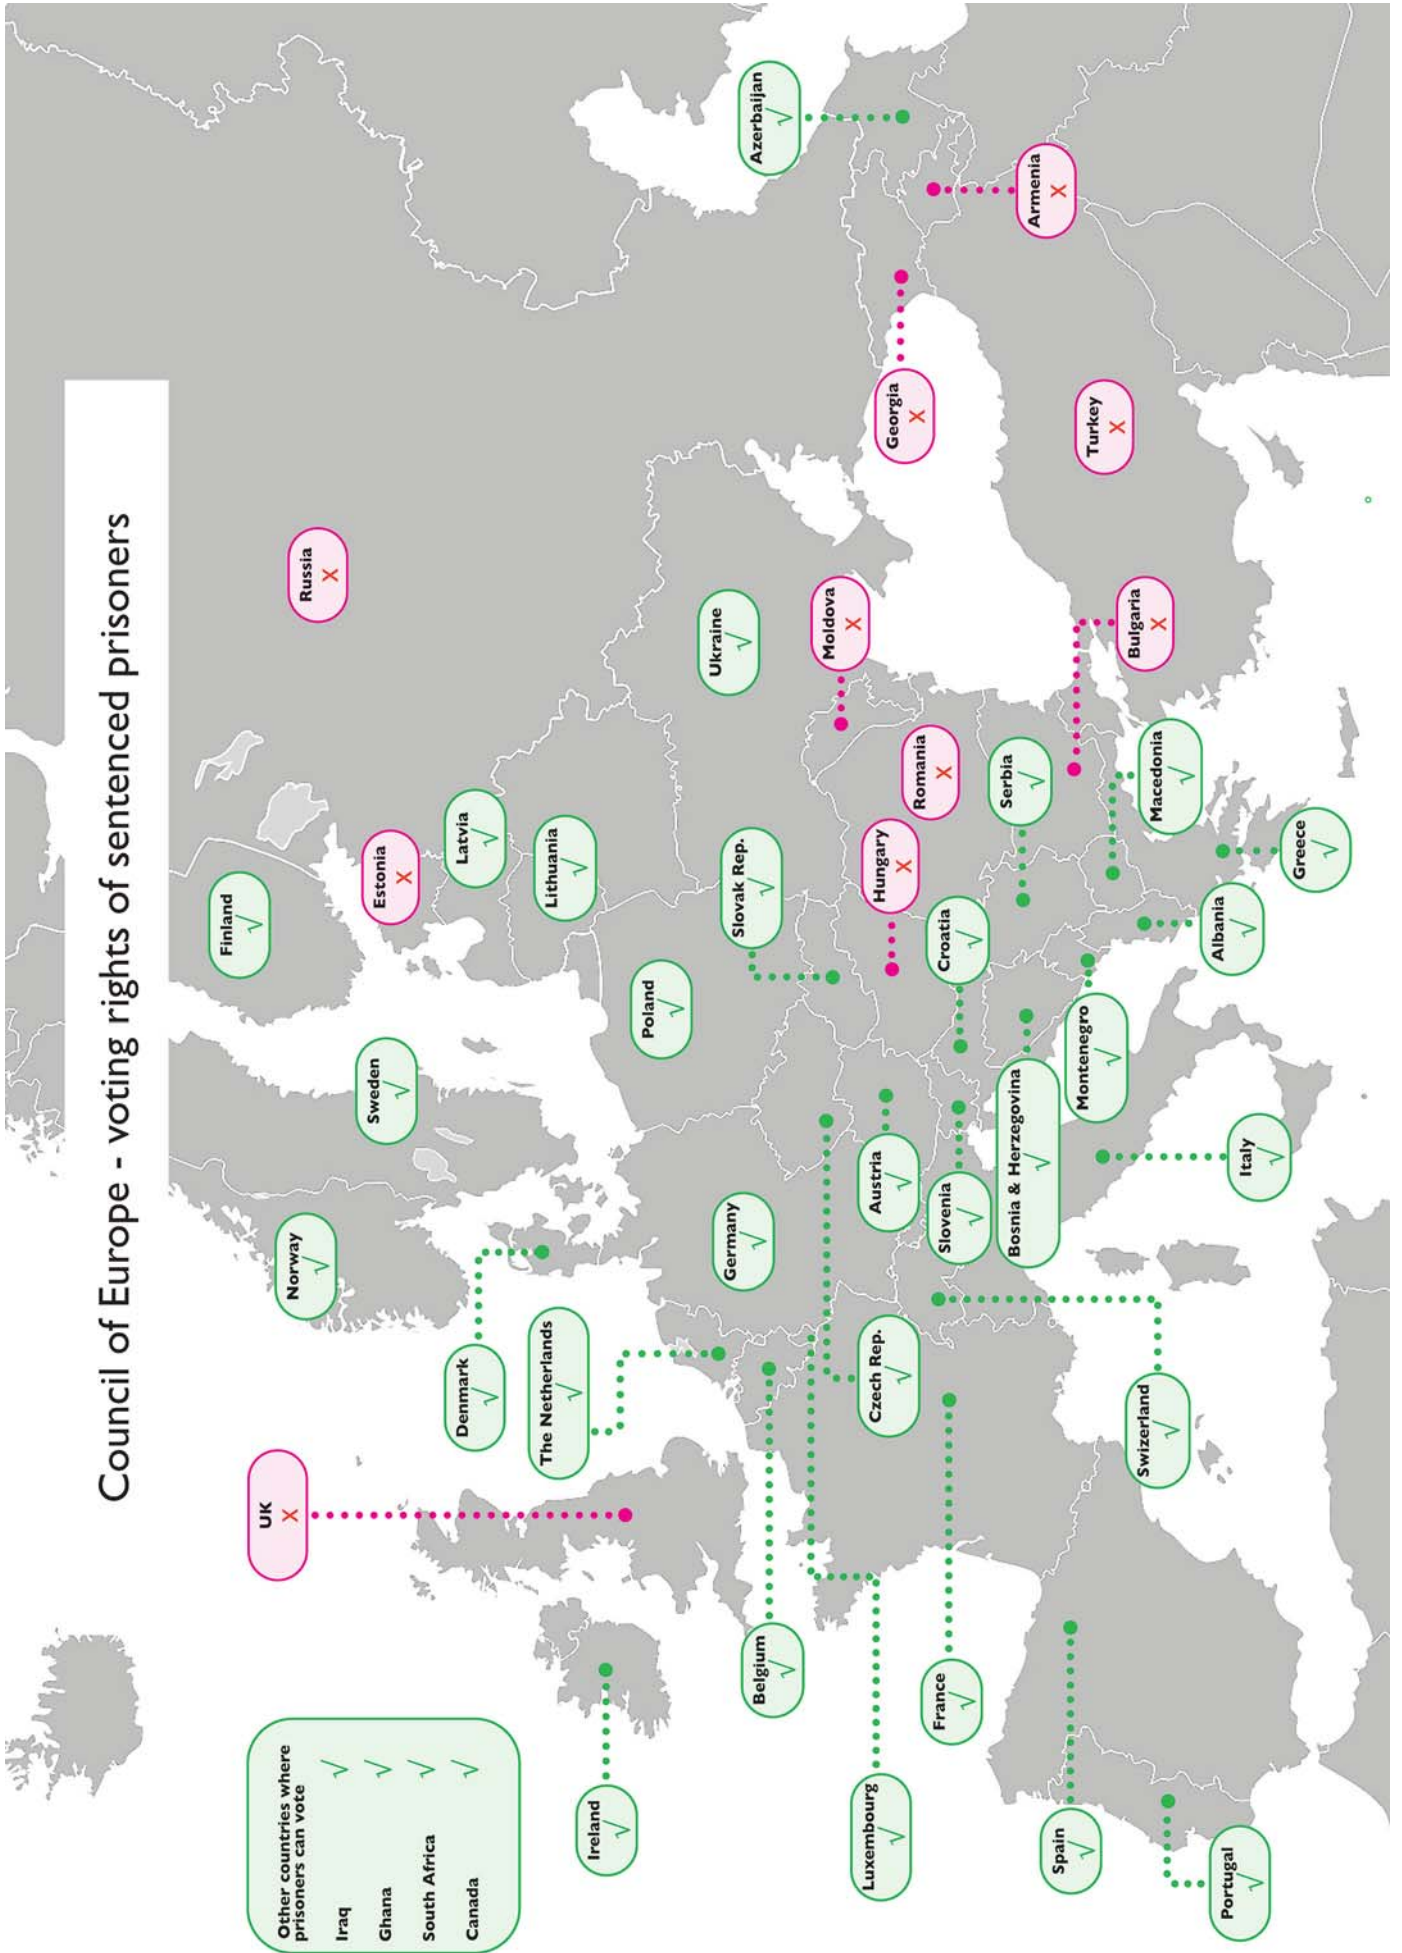 Council of Europe - voting rights of sentenced prisoners
Other countries where
prisoners can vote
Iraq √
Ghana √
South Africa √
Canada √
UK
X
Norway
√
Finland
√
Russia
X
Sweden
√
Estonia
X
Denmark
√
Latvia
√
The Netherlands
√
Lithuania
√
Ireland
√
Poland
√
Ukraine
√
Belgium
√
Germany
√
Slovak Rep.
√
Azerbaijan
√
Moldova
X
Luxembourg
√
Czech Rep.
√
Austria
√
Hungary
X
Georgia
X
France
√
Slovenia
√
Croatia
√
Romania
X
Bosnia & Herzegovina
√
Serbia
√
Armenia
X
Spain
√
Montenegro
√
Turkey
X
Swizerland
√
Macedonia
√
Bulgaria
X
Portugal
√
Italy
√
Albania
√
Greece
√